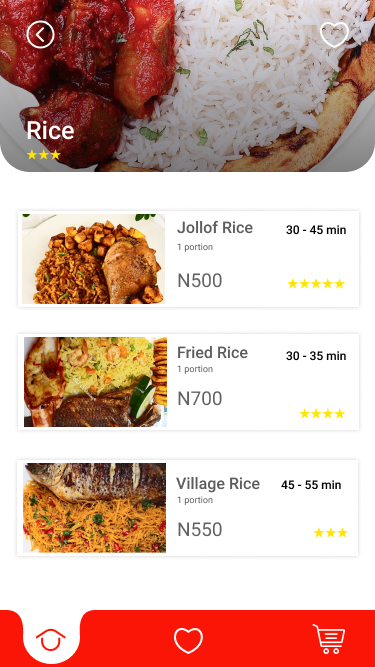 Rice
Jollof Rice
30 - 45 min
1 portion
N500
Fried Rice
30 - 35 min
1 portion
N700
Village Rice
45 - 55 min
1 portion
N550